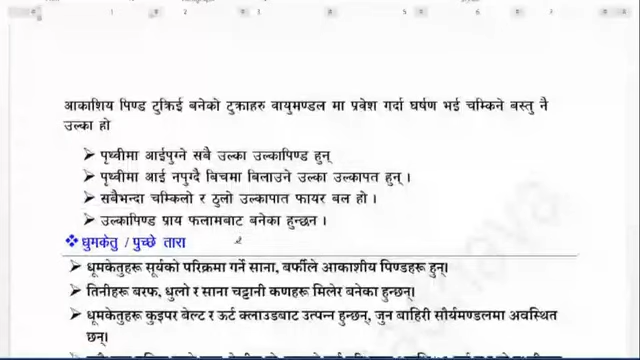 आकाशिय पिण्ड टुक्रिई बनेको टुक्राहरु वायुमण्डल मा प्रवेश गर्दा घर्षण भई चम्किने बस्तु नै
उल्का हो
➤ पृथ्वीमा आईपुग्ने सबै उल्का उल्कापिण्ड हुन्
➤ पृथ्वीमा आई नपुग्दै बिचमा बिलाउने उल्का उल्कापत हुन् ।
➤ सबैभन्दा चम्किलो र ठुलो उल्कापात फायर बल हो ।
➤ उल्कापिण्ड प्राय फलामबाट बनेका हुन्छन ।
❖ धुमकेतु / पुच्छे तारा
➤ धूमकेतुहरू सूर्यको परिक्रमा गर्ने साना, बर्फीले आकाशीय पिण्डहरू हुन्।
➤ तिनीहरू बरफ, धुलो र साना चट्टानी कणहरू मिलेर बनेका हुन्छन्।
➤ धूमकेतुहरू कुइपर बेल्ट र ऊर्ट क्लाउडबाट उत्पन्न हुन्छन्, जुन बाहिरी सौर्यमण्डलमा अवस्थित
छन्।